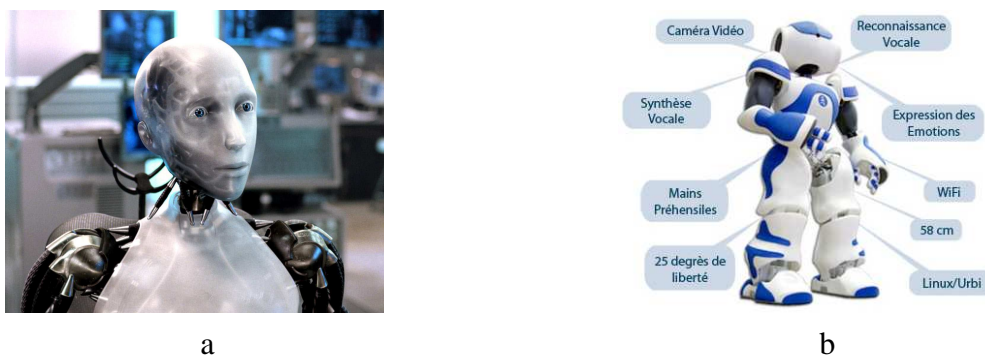 Caméra Vidéo
Reconnaissance
Vocale
Synthèse
Vocale
Expression des
Emotions
Mains
Préhensiles
WiFi
58 cm
25 degrès de
liberté
Linux/Urbi
a
b